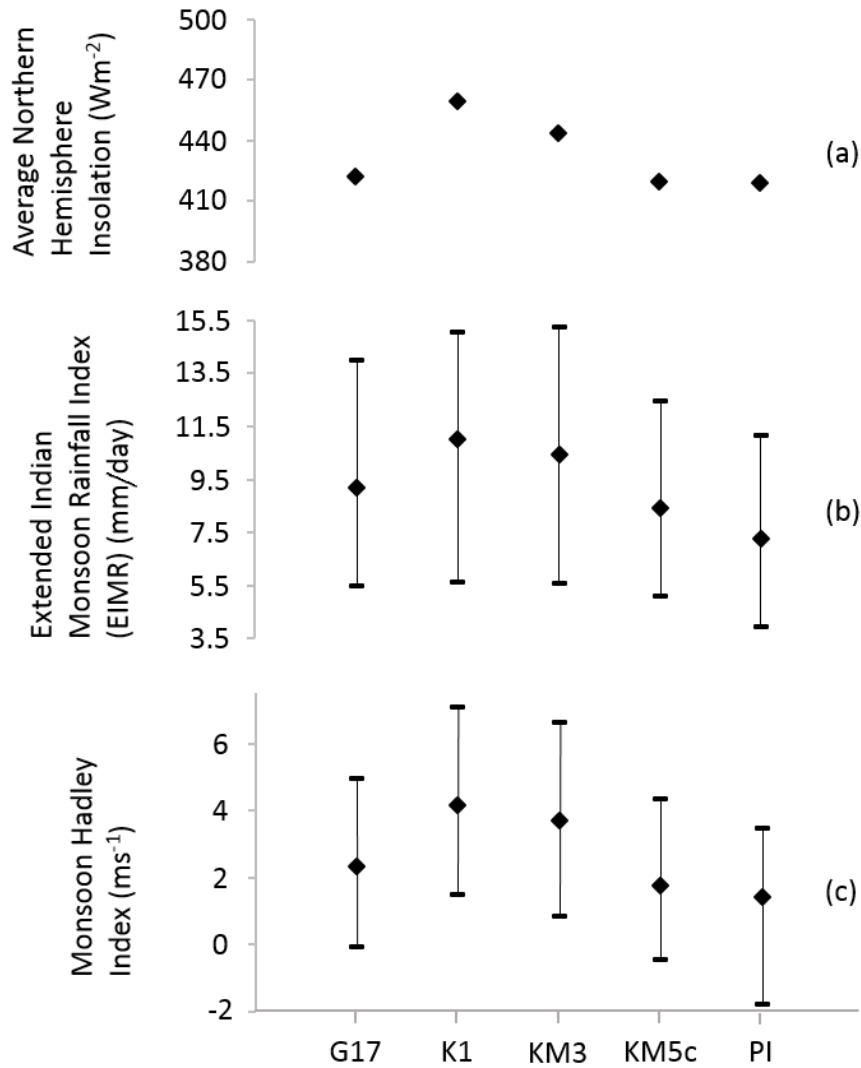 Average Northern
Hemisphere
Insolation (Wm⁻²)
500
470
440
410
380
(a)
Extended Indian
Monsoon Rainfall Index
(EIMR) (mm/day)
15.5
13.5
11.5
9.5
7.5
5.5
3.5
(b)
Monsoon Hadley
Index (ms⁻¹)
6
4
2
0
-2
(c)
G17 K1 KM3 KM5c PI